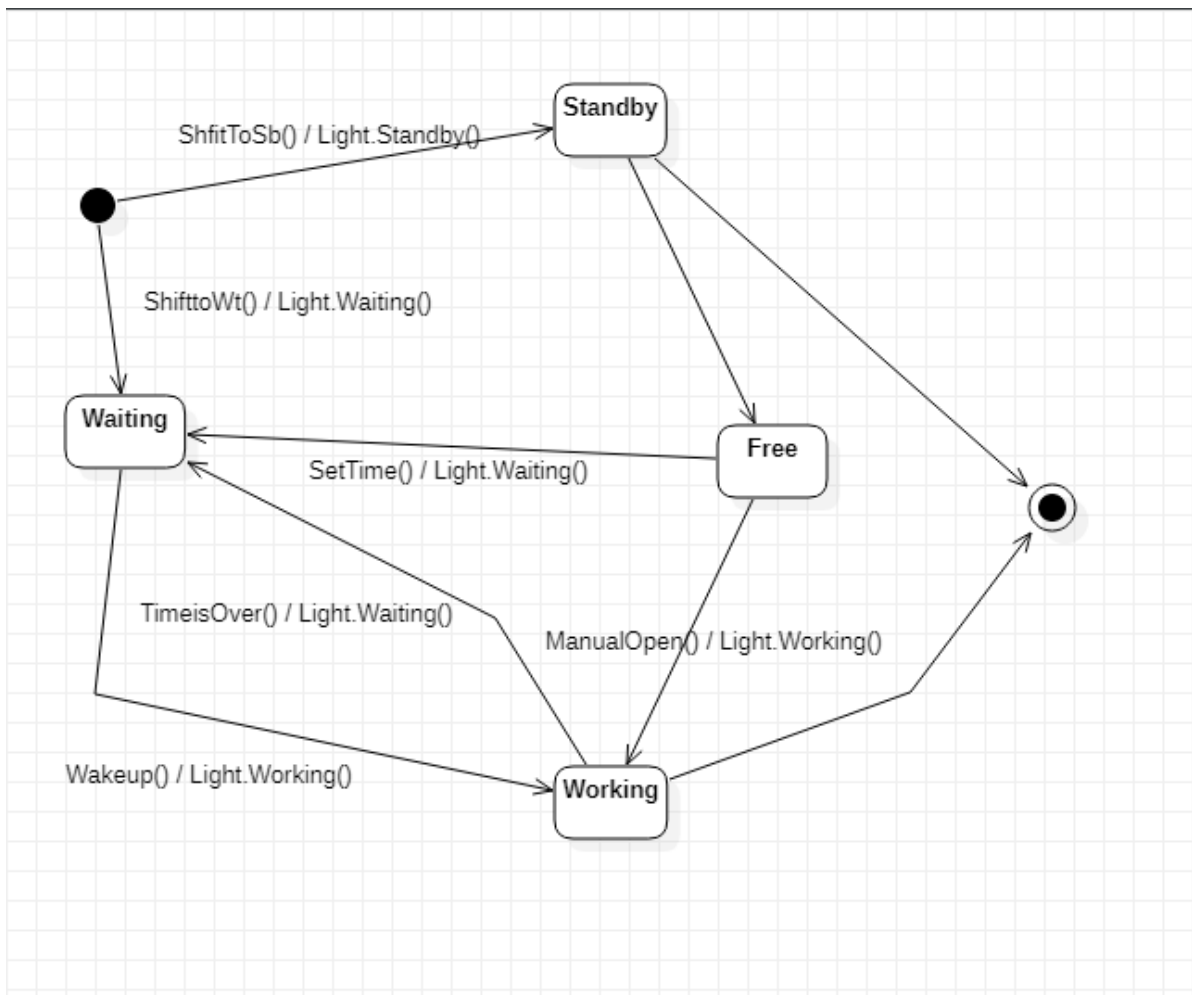 Standby
ShfitToSb() / Light.Standby()
ShifttoWt() / Light.Waiting()
Waiting
Free
SetTime() / Light.Waiting()
TimeisOver() / Light.Waiting()
ManualOpen() / Light.Working()
Wakeup() / Light.Working()
Working